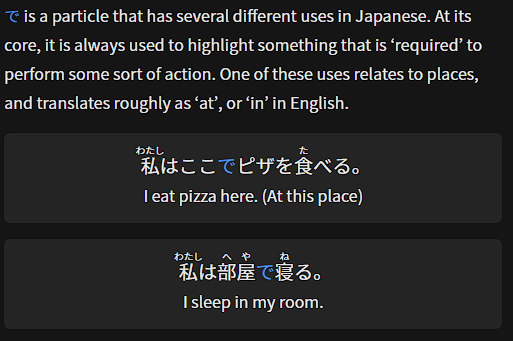 で is a particle that has several different uses in Japanese. At its
core, it is always used to highlight something that is ‘required’ to
perform some sort of action. One of these uses relates to places,
and translates roughly as ‘at’, or ‘in’ in English.
わたし た
私はここでピザを食べる。
I eat pizza here. (At this place)
わたし へ や ね
私は部屋で寝る。
I sleep in my room.